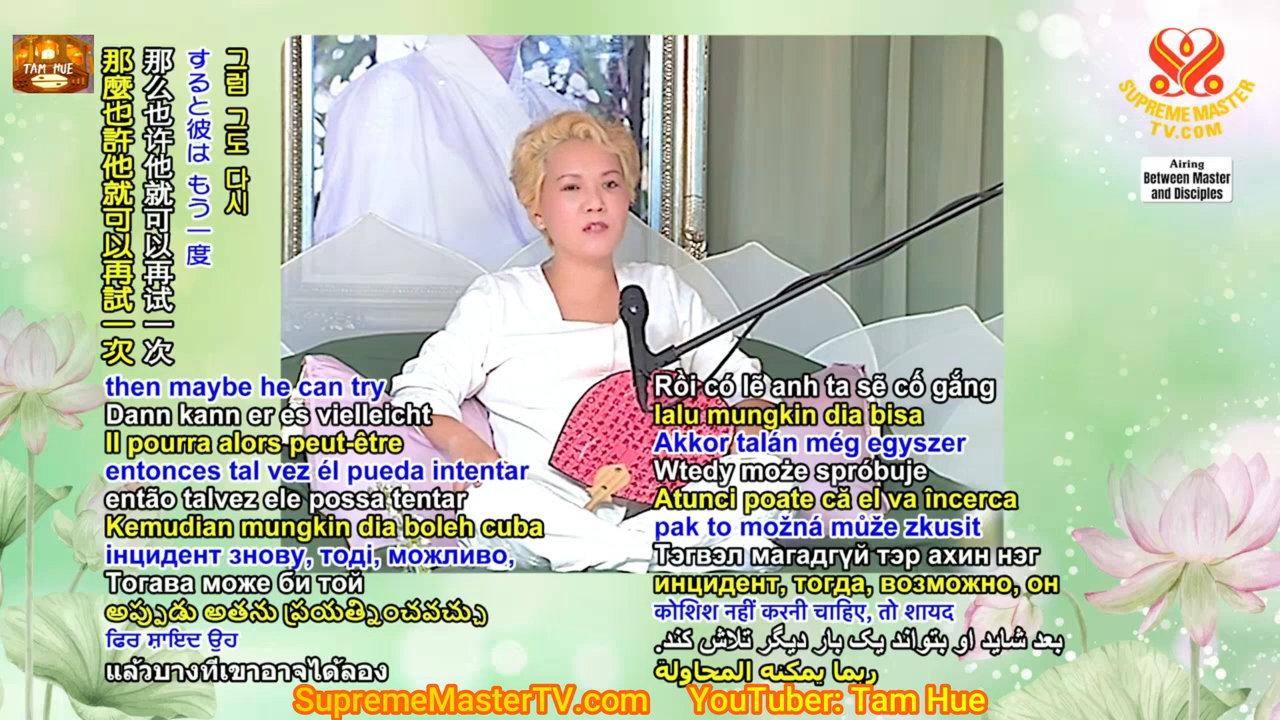 TAM HUE
那麼也許他就可以再試一次
那么也许他就可以再试一次
すると彼は もう一度
그럼 그도 다시
SUPREME MASTER
TV.COM
Airing
Between Master
and Disciples
then maybe he can try
Dann kann er es vielleicht
Il pourra alors peut-être
entonces tal vez él pueda intentar
então talvez ele possa tentar
Kemudian mungkin dia boleh cuba
інцидент знову, тоді, можливо,
Тогава може би той
అప్పుడు అతను ప్రయత్నించవచ్చు
ਫਿਰ ਸ਼ਾਇਦ ਉਹ
แล้วบางทีเขาอาจได้ลอง
Rồi có lẽ anh ta sẽ cố gắng
lalu mungkin dia bisa
Akkor talán még egyszer
Wtedy może spróbuje
Atunci poate că el va încerca
pak to možná může zkusit
Тэгвэл магадгүй тэр ахин нэг
инцидент, тогда, возможно, он
कोशिश नहीं करनी चाहिए, तो शायद
بعد شاید او بتواند یک بار دیگر تلاش کند.
ربما يمكنه المحاولة
SupremeMasterTV.com YouTuber: Tam Hue